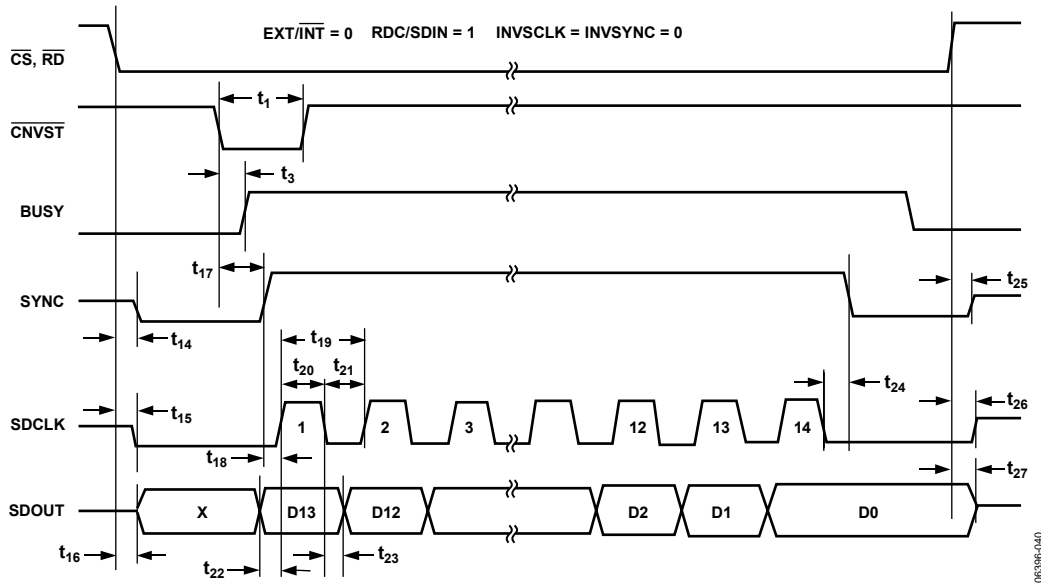 EXT/INT = 0 RDC/SDIN = 1 INVSCLK = INVSYNC = 0
CS, RD
t1
CNVST
t3
BUSY
t17
SYNC
t25
t14
t19
t20 t21
t24
t15
t26
SDCLK
1 2 3 12 13 14
t18
t27
SDOUT
X D13 D12 D2 D1 D0
t16
t22
t23
06396-040